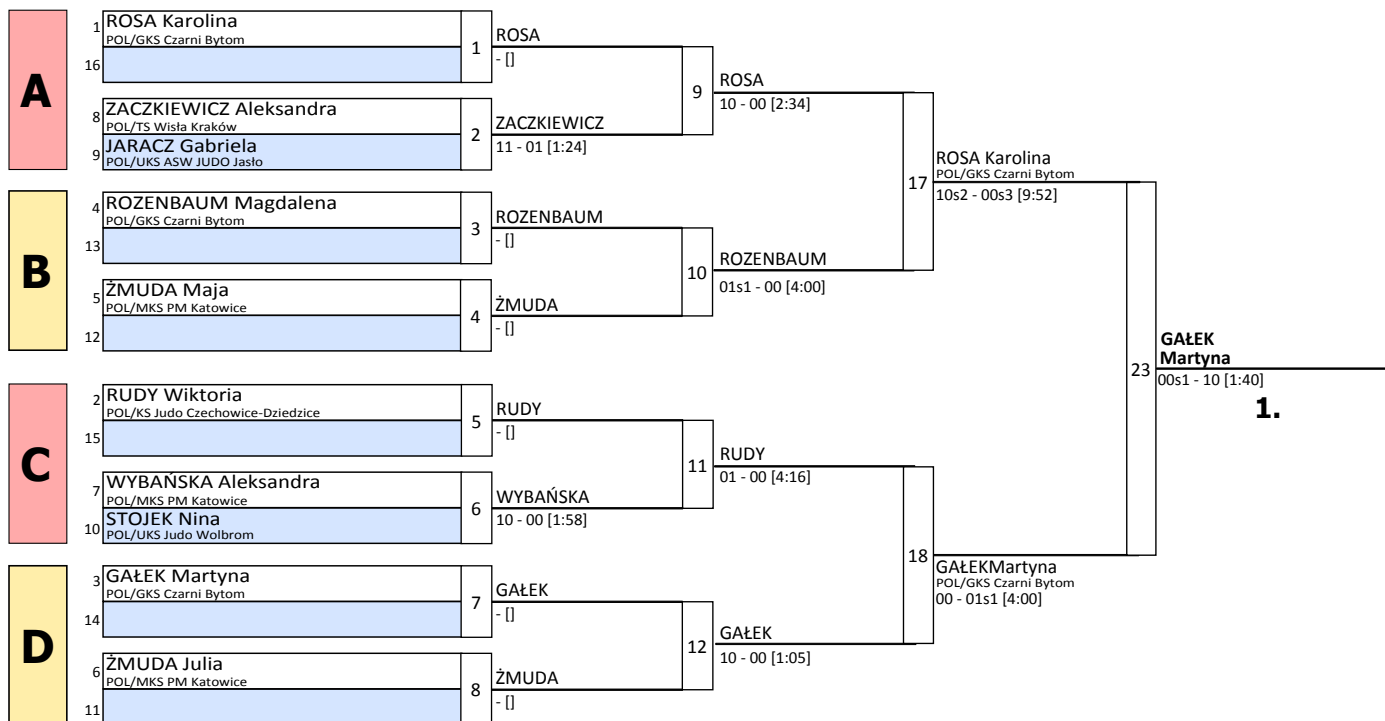 A
1 ROSA Karolina
POL/GKS Czarni Bytom
16
1
ROSA
- []
8 ZACZKIEWICZ Aleksandra
POL/TS Wisła Kraków
9 JARACZ Gabriela
POL/UKS ASW JUDO Jasło
2
ZACZKIEWICZ
11 - 01 [1:24]
9
ROSA
10 - 00 [2:34]
B
4 ROZENBAUM Magdalena
POL/GKS Czarni Bytom
13
3
ROZENBAUM
- []
5 ŻMUDA Maja
POL/MKS PM Katowice
12
4
ŻMUDA
- []
10
ROZENBAUM
01s1 - 00 [4:00]
17
ROSA Karolina
POL/GKS Czarni Bytom
10s2 - 00s3 [9:52]
C
2 RUDY Wiktoria
POL/KS Judo Czechowice-Dziedzice
15
5
RUDY
- []
7 WYBAŃSKA Aleksandra
POL/MKS PM Katowice
10 STOJEK Nina
POL/UKS Judo Wolbrom
6
WYBAŃSKA
10 - 00 [1:58]
11
RUDY
01 - 00 [4:16]
D
3 GAŁEK Martyna
POL/GKS Czarni Bytom
14
7
GAŁEK
- []
6 ŻMUDA Julia
POL/MKS PM Katowice
11
8
ŻMUDA
- []
12
GAŁEK
10 - 00 [1:05]
18
GAŁEKMartyna
POL/GKS Czarni Bytom
00 - 01s1 [4:00]
23
GAŁEK
Martyna
00s1 - 10 [1:40]
1.